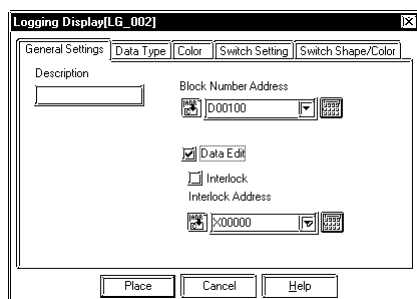 Logging Display[LG_002]
General Settings Data Type Color Switch Setting Switch Shape/Color
Description
Block Number Address
D00100
Data Edit
Interlock
Interlock Address
X00000
Place Cancel Help